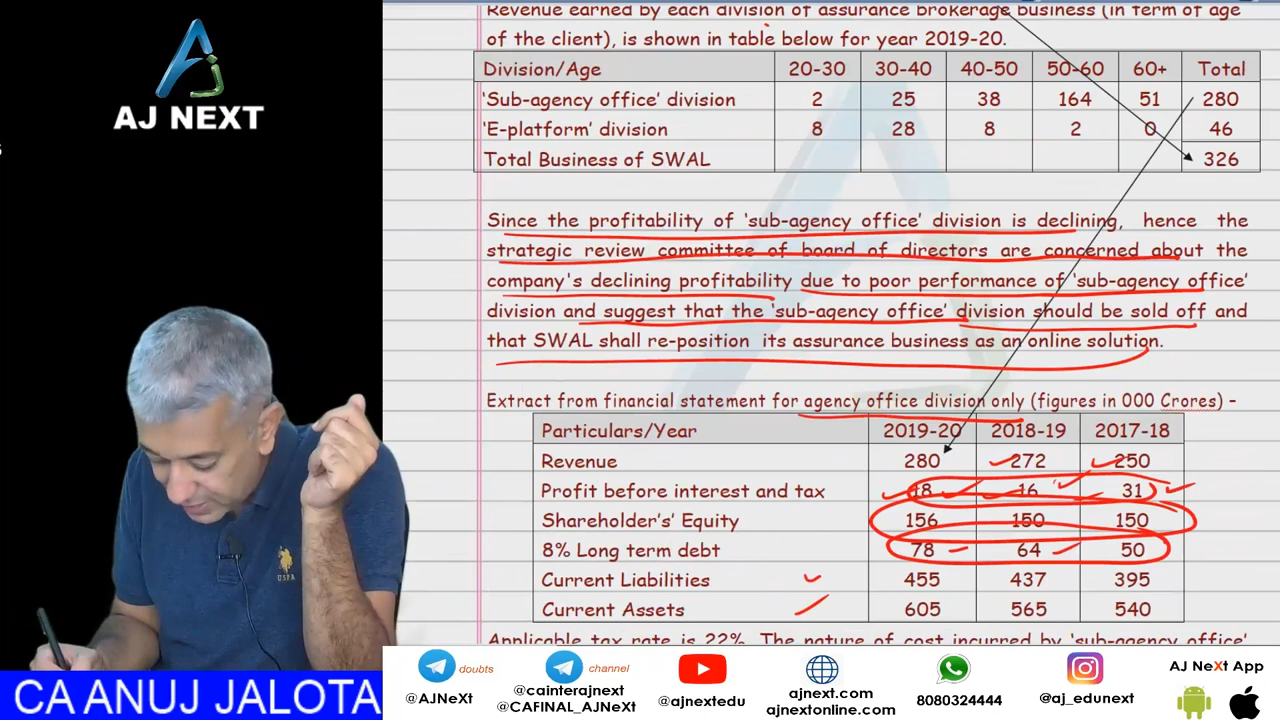 Revenue earned by each division of assurance brokerage business (in term of age
of the client), is shown in table below for year 2019-20.
Division/Age 20-30 30-40 40-50 50-60 60+ Total
‘Sub-agency office’ division 2 25 38 164 51 280
‘E-platform’ division 8 28 8 2 0 46
Total Business of SWAL 326
Since the profitability of ‘sub-agency office’ division is declining, hence the
strategic review committee of board of directors are concerned about the
company's declining profitability due to poor performance of ‘sub-agency office’
division and suggest that the ‘sub-agency office’ division should be sold off and
that SWAL shall re-position its assurance business as an online solution.
Extract from financial statement for agency office division only (figures in 000 Crores) –
Particulars/Year 2019-20 2018-19 2017-18
Revenue 280 272 250
Profit before interest and tax 18 16 31
Shareholder’s’ Equity 156 150 150
8% Long term debt 78 64 50
Current Liabilities 455 437 395
Current Assets 605 565 540
Applicable tax rate is 22%. The nature of cost incurred by ‘sub-agency office’
AJ NEXT
USPA
CA ANUJ JALOTA
doubts
@AJNeXt
channel
@cainterajnext
@CAFINAL_AJNeXt
@ajnextedu
ajnext.com
ajnextonline.com
8080324444
@aj_edunext
AJ NeXt App